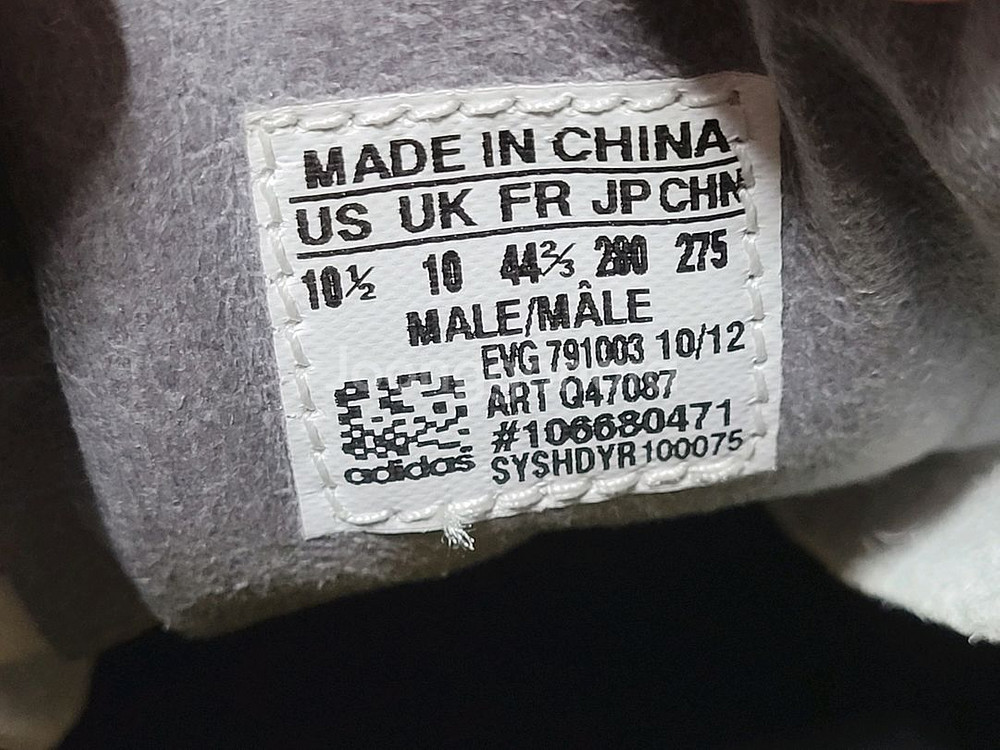 MADE IN CHINA
US UK FR JP CHN
10½ 10 44⅔ 280 275
MALE/MÂLE
EVG 791003 10/12
ART Q47087
#106680471
adidas SYSHDYR100075